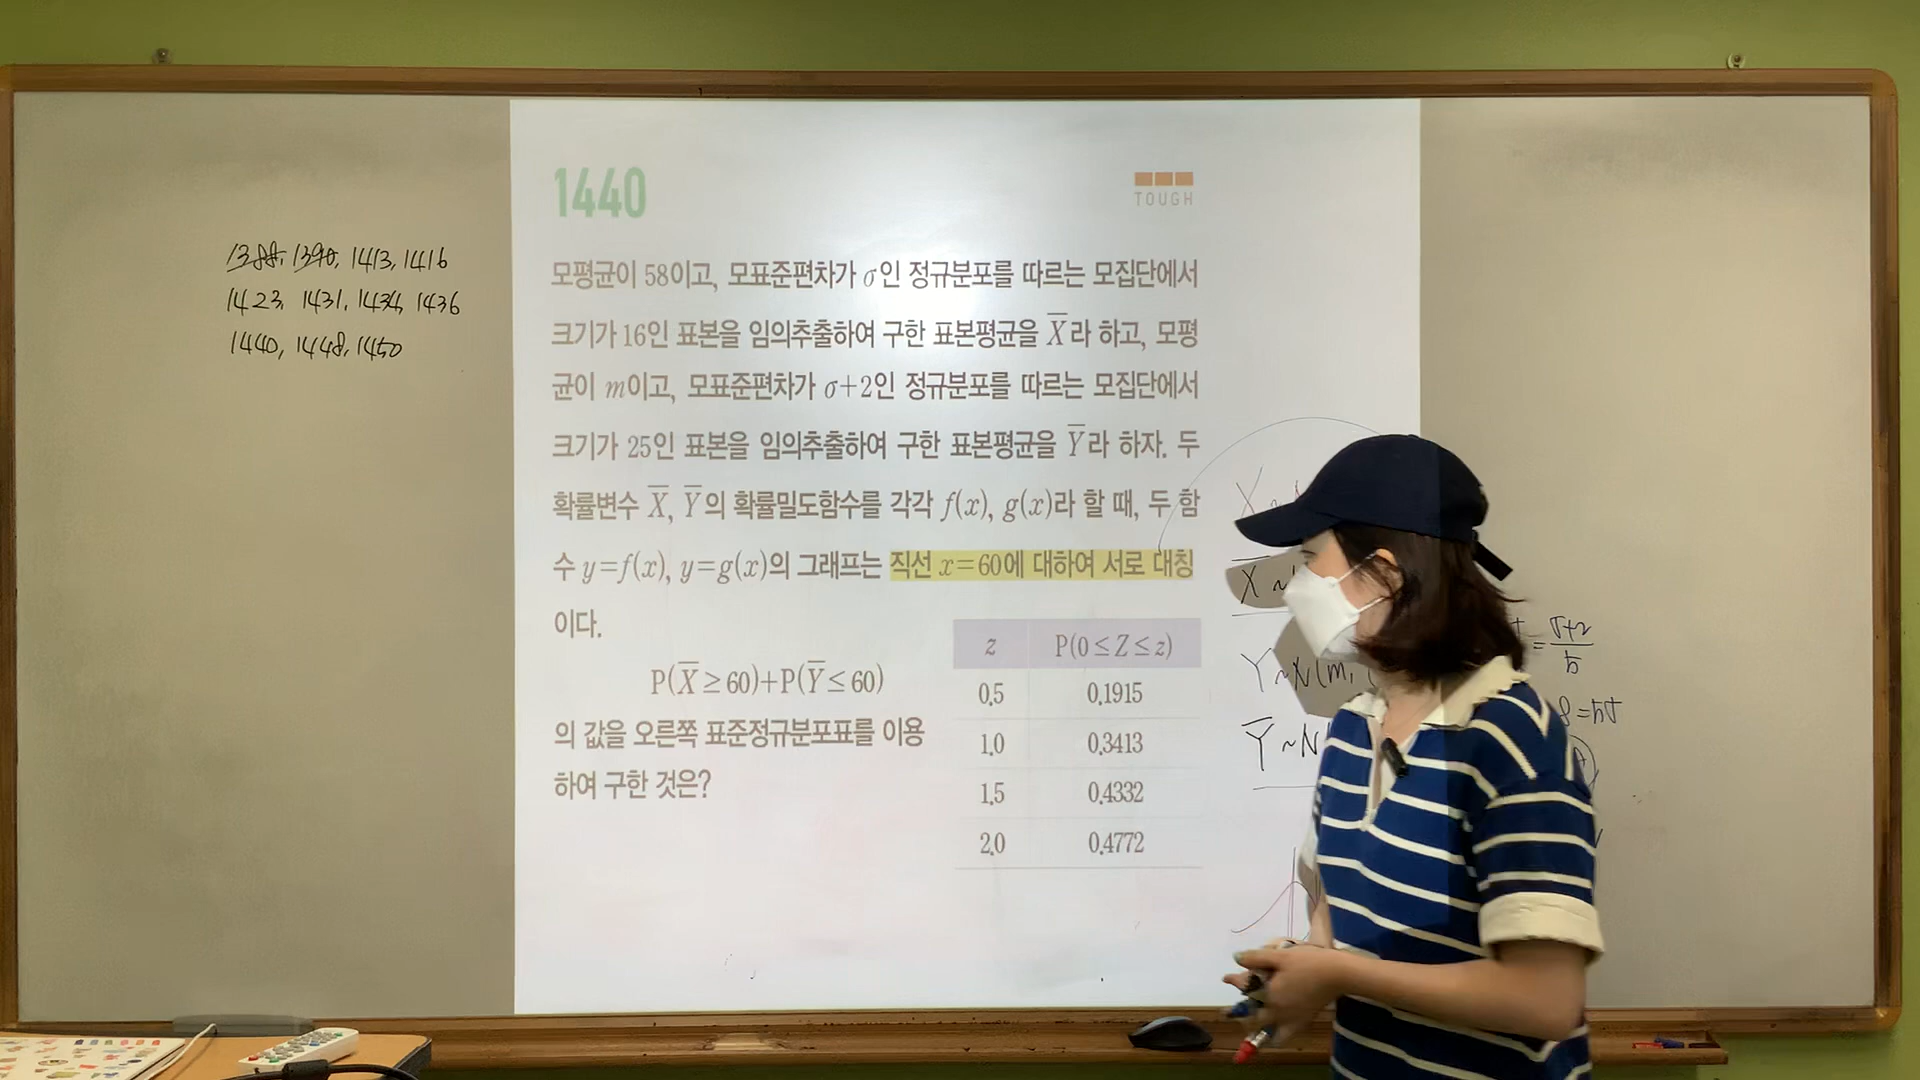 1388, 1390, 1413, 1416
1423, 1431, 1434, 1436
1440, 1448, 1450
1440
TOUGH
모평균이 58이고, 모표준편차가 σ인 정규분포를 따르는 모집단에서
크기가 16인 표본을 임의추출하여 구한 표본평균을 X̅라 하고, 모평
균이 m이고, 모표준편차가 σ+2인 정규분포를 따르는 모집단에서
크기가 25인 표본을 임의추출하여 구한 표본평균을 Y̅라 하자. 두
확률변수 X̅, Y̅의 확률밀도함수를 각각 f(x), g(x)라 할 때, 두 함
수 y=f(x), y=g(x)의 그래프는 직선 x=60에 대하여 서로 대칭
이다.
P(X̅≥60)+P(Y̅≤60)
의 값을 오른쪽 표준정규분포표를 이용
하여 구한 것은?
z P(0≤Z≤z)
0.5 0.1915
1.0 0.3413
1.5 0.4332
2.0 0.4772
X ~
X̅ ~
Y ~ N(m,
Y̅ ~ N
= σ+2/5